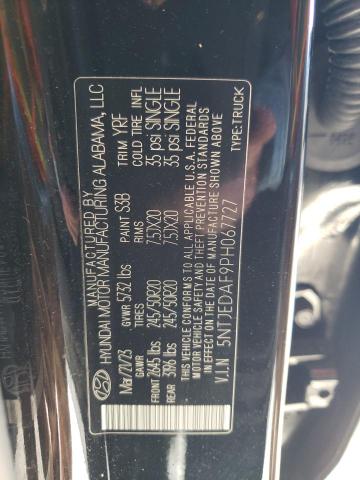 HYUNDAI MOTOR MANUFACTURING ALABAMA, LLC
Mar/17/23 GVWR 5732 lbs PAINT S3B TRIM YRF
GAWR TIRES RIMS COLD TIRE INFL
FRONT 2645 lbs 245/50R20 7.5JX20 35 psi SINGLE
REAR 3196 lbs 245/50R20 7.5JX20 35 psi SINGLE
THIS VEHICLE CONFORMS TO ALL APPLICABLE U.S.A. FEDERAL
MOTOR VEHICLE SAFETY AND THEFT PREVENTION STANDARDS
IN EFFECT ON THE DATE OF MANUFACTURE SHOWN ABOVE
V.I.N 5NTJEDAF9PH067727 TYPE:TRUCK